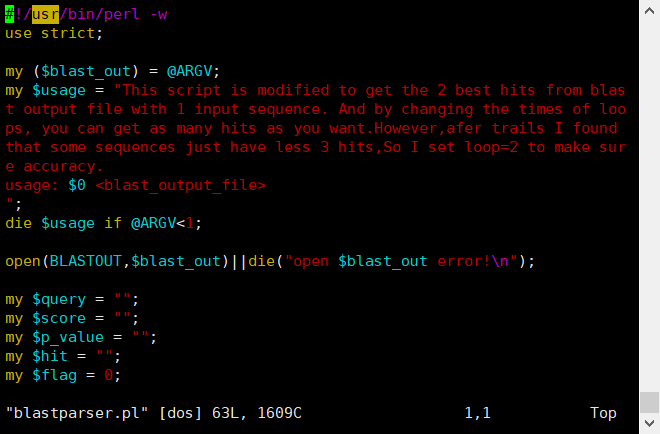 #!/usr/bin/perl -w
use strict;

my ($blast_out) = @ARGV;
my $usage = "This script is modified to get the 2 best hits from blas
t output file with 1 input sequence. And by changing the times of loo
ps, you can get as many hits as you want.However,afer trails I found
that some sequences just have less 3 hits,So I set loop=2 to make sur
e accuracy.
usage: $0 <blast_output_file>
";
die $usage if @ARGV<1;

open(BLASTOUT,$blast_out)||die("open $blast_out error!\n");

my $query = "";
my $score = "";
my $p_value = "";
my $hit = "";
my $flag = 0;

"blastparser.pl" [dos] 63L, 1609C 1,1 Top